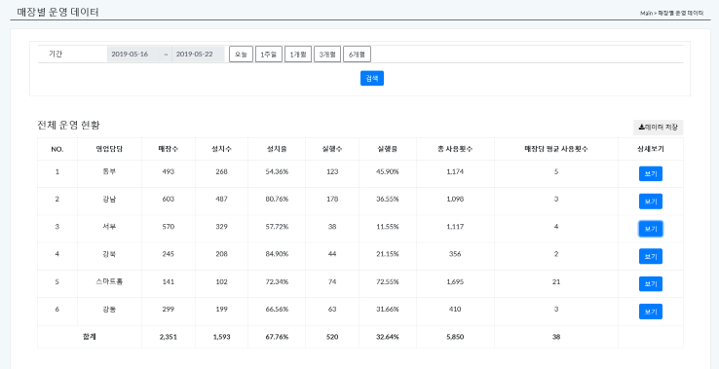 매장별 운영 데이터
Main > 매장별 운영 데이터
기간 2019-05-16 ~ 2019-05-22 오늘 1주일 1개월 3개월 6개월
검색
전체 운영 현황
데이터 저장
NO. 영업담당 매장수 설치수 설치율 실행수 실행율 총 사용횟수 매장당 평균 사용횟수 상세보기
1 동부 493 268 54.36% 123 45.90% 1,174 5 보기
2 강남 603 487 80.76% 178 36.55% 1,098 3 보기
3 서부 570 329 57.72% 38 11.55% 1,117 4 보기
4 강북 245 208 84.90% 44 21.15% 356 2 보기
5 스마트홈 141 102 72.34% 74 72.55% 1,695 21 보기
6 강동 299 199 66.56% 63 31.66% 410 3 보기
합계 2,351 1,593 67.76% 520 32.64% 5,850 38